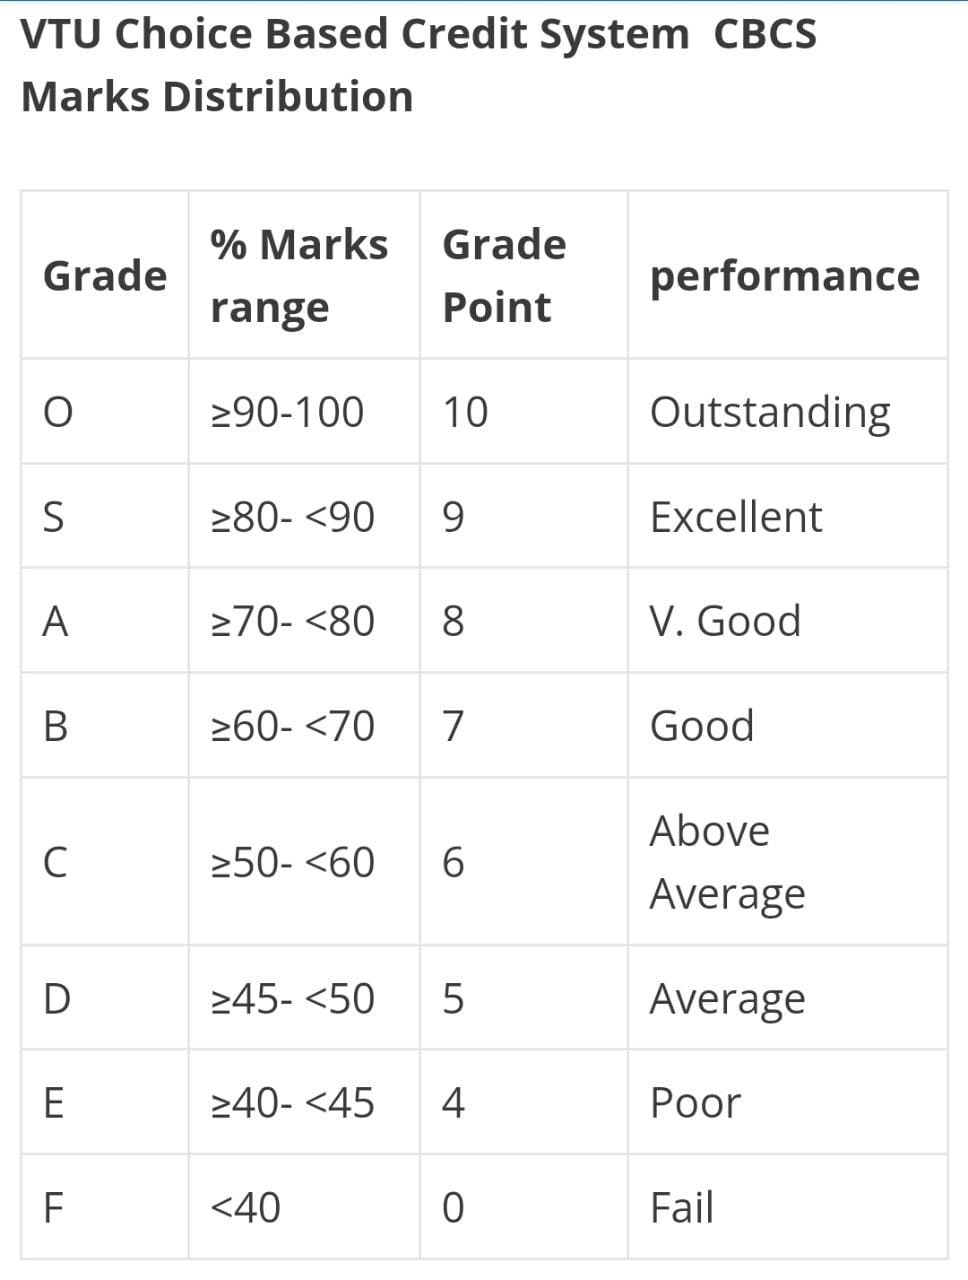 VTU Choice Based Credit System CBCS
Marks Distribution
Grade % Marks range Grade Point performance
O ≥90-100 10 Outstanding
S ≥80- <90 9 Excellent
A ≥70- <80 8 V. Good
B ≥60- <70 7 Good
C ≥50- <60 6 Above Average
D ≥45- <50 5 Average
E ≥40- <45 4 Poor
F <40 0 Fail